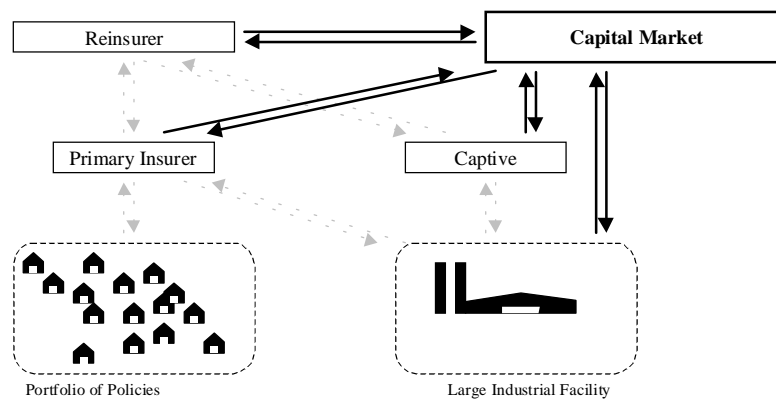 Reinsurer
Capital Market
Primary Insurer
Captive
Portfolio of Policies
Large Industrial Facility